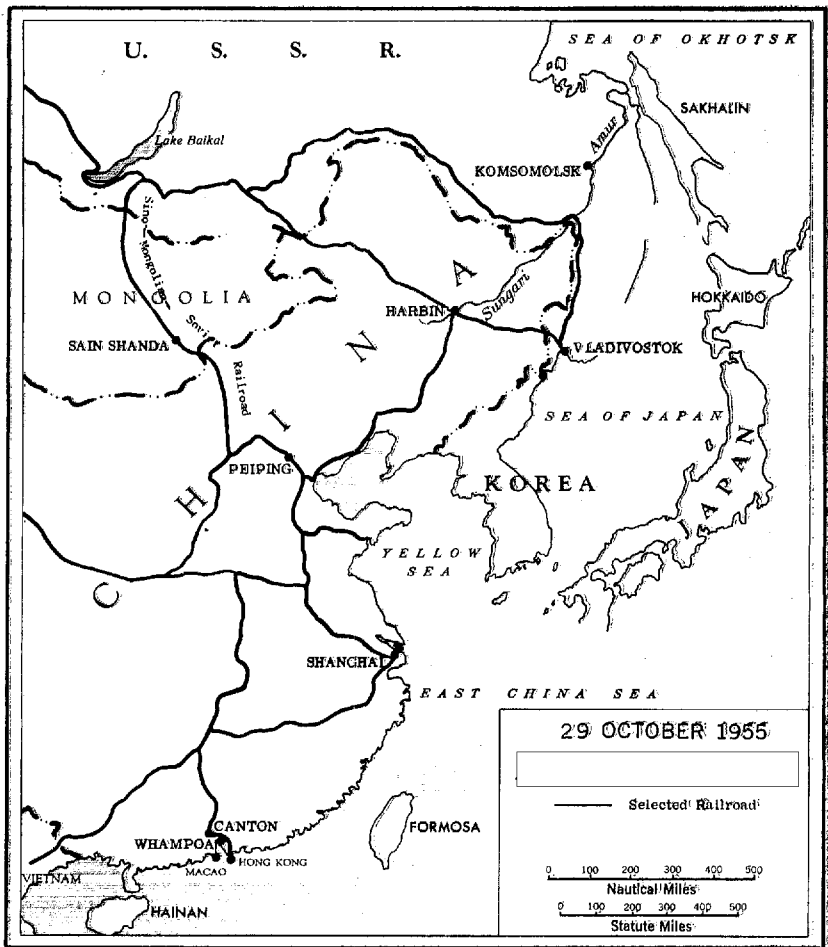 U. S. S. R.
SEA OF OKHOTSK
SAKHALIN
Lake Baikal
Amur
KOMSOMOLSK
Sino-Mongolian Soviet Railroad
MONGOLIA
Sungari
HARBIN
HOKKAIDO
SAIN SHANDA
VLADIVOSTOK
SEA OF JAPAN
CHINA
PEIPING
KOREA
JAPAN
YELLOW
SEA
SHANGHAI
EAST CHINA SEA
29 OCTOBER 1955
Selected Railroad
CANTON
FORMOSA
WHAMPOA
HONG KONG
MACAO
VIETNAM
HAINAN
0 100 200 300 400 500
Nautical Miles
0 100 200 300 400 500
Statute Miles